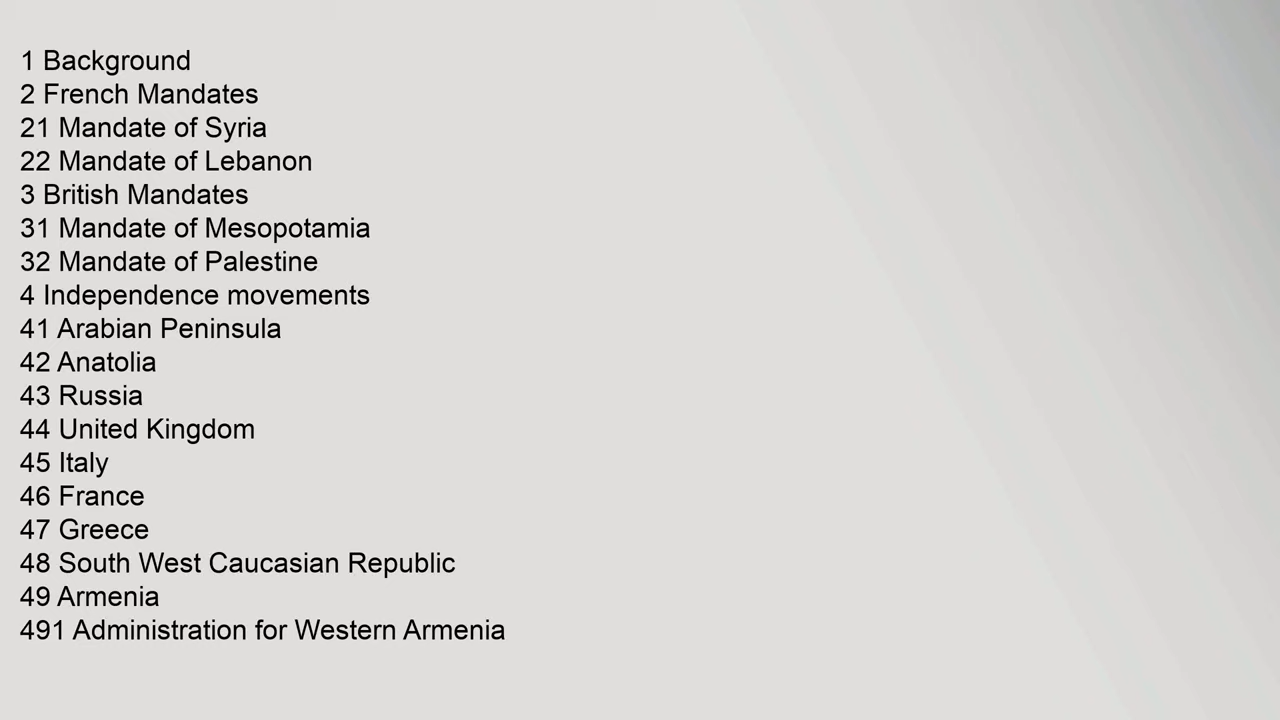 1 Background
2 French Mandates
21 Mandate of Syria
22 Mandate of Lebanon
3 British Mandates
31 Mandate of Mesopotamia
32 Mandate of Palestine
4 Independence movements
41 Arabian Peninsula
42 Anatolia
43 Russia
44 United Kingdom
45 Italy
46 France
47 Greece
48 South West Caucasian Republic
49 Armenia
491 Administration for Western Armenia